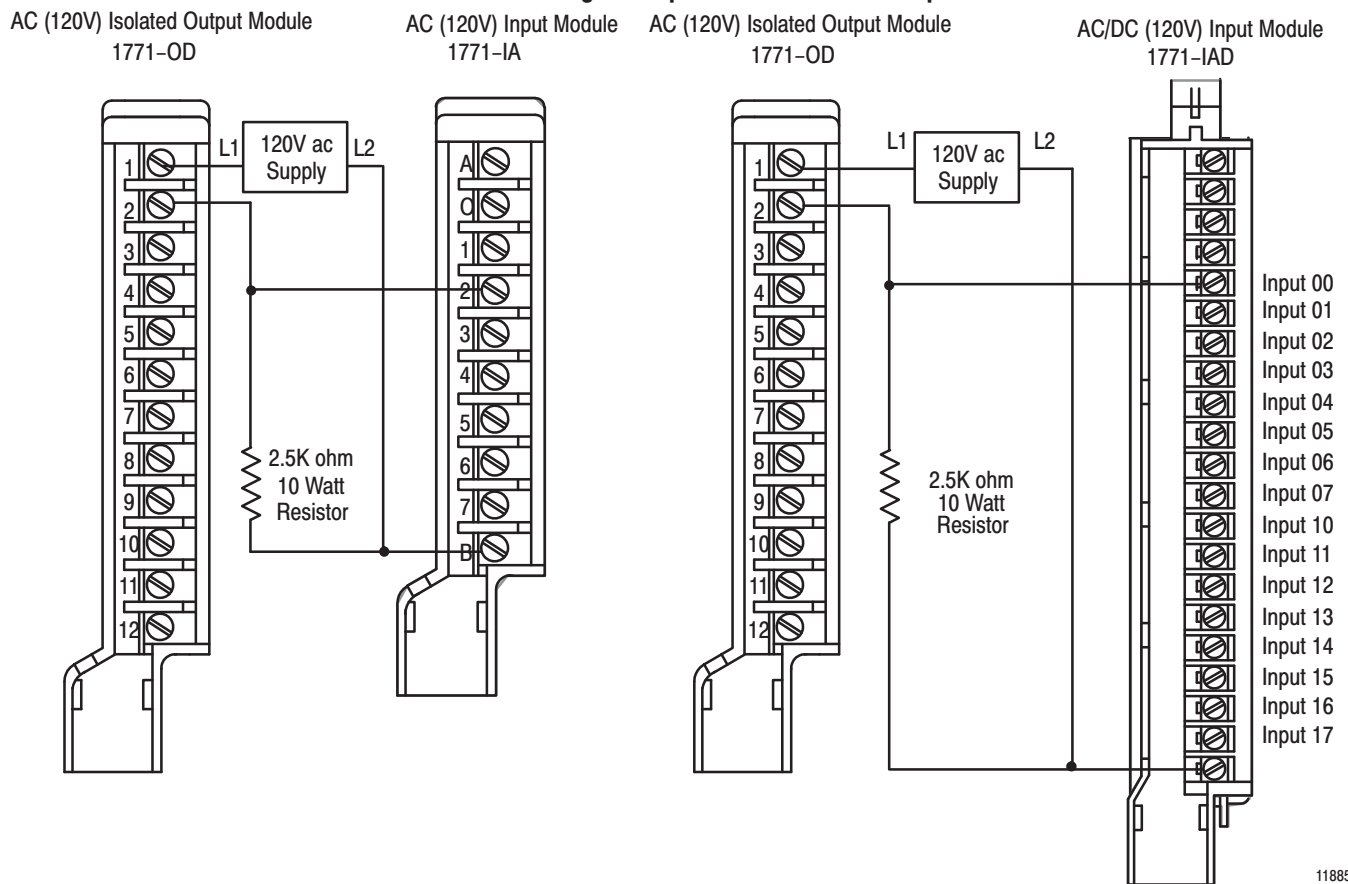 AC (120V) Isolated Output Module
1771–OD
AC (120V) Input Module
1771–IA
L1
120V ac
Supply
L2
1
2
3
4
5
6
7
8
9
10
11
12
A
C
1
2
3
4
5
6
7
B
2.5K ohm
10 Watt
Resistor
AC (120V) Isolated Output Module
1771–OD
AC/DC (120V) Input Module
1771–IAD
L1
120V ac
Supply
L2
1
2
3
4
5
6
7
8
9
10
11
12
2.5K ohm
10 Watt
Resistor
Input 00
Input 01
Input 02
Input 03
Input 04
Input 05
Input 06
Input 07
Input 10
Input 11
Input 12
Input 13
Input 14
Input 15
Input 16
Input 17
11885